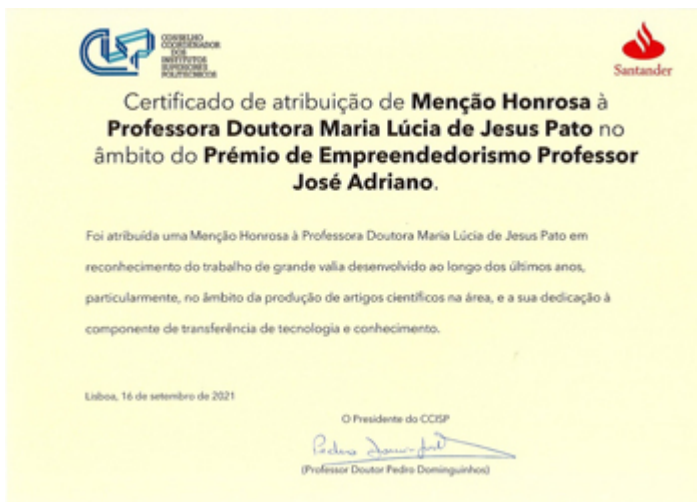 CONSELHO
COORDENADOR
DOS
INSTITUTOS
SUPERIORES
POLITÉCNICOS
Santander
Certificado de atribuição de Menção Honrosa à
Professora Doutora Maria Lúcia de Jesus Pato no
âmbito do Prémio de Empreendedorismo Professor
José Adriano.
Foi atribuída uma Menção Honrosa à Professora Doutora Maria Lúcia de Jesus Pato em
reconhecimento do trabalho de grande valia desenvolvido ao longo dos últimos anos,
particularmente, no âmbito da produção de artigos científicos na área, e a sua dedicação à
componente de transferência de tecnologia e conhecimento.
Lisboa, 16 de setembro de 2021
O Presidente do CCISP
(Professor Doutor Pedro Dominguinhos)